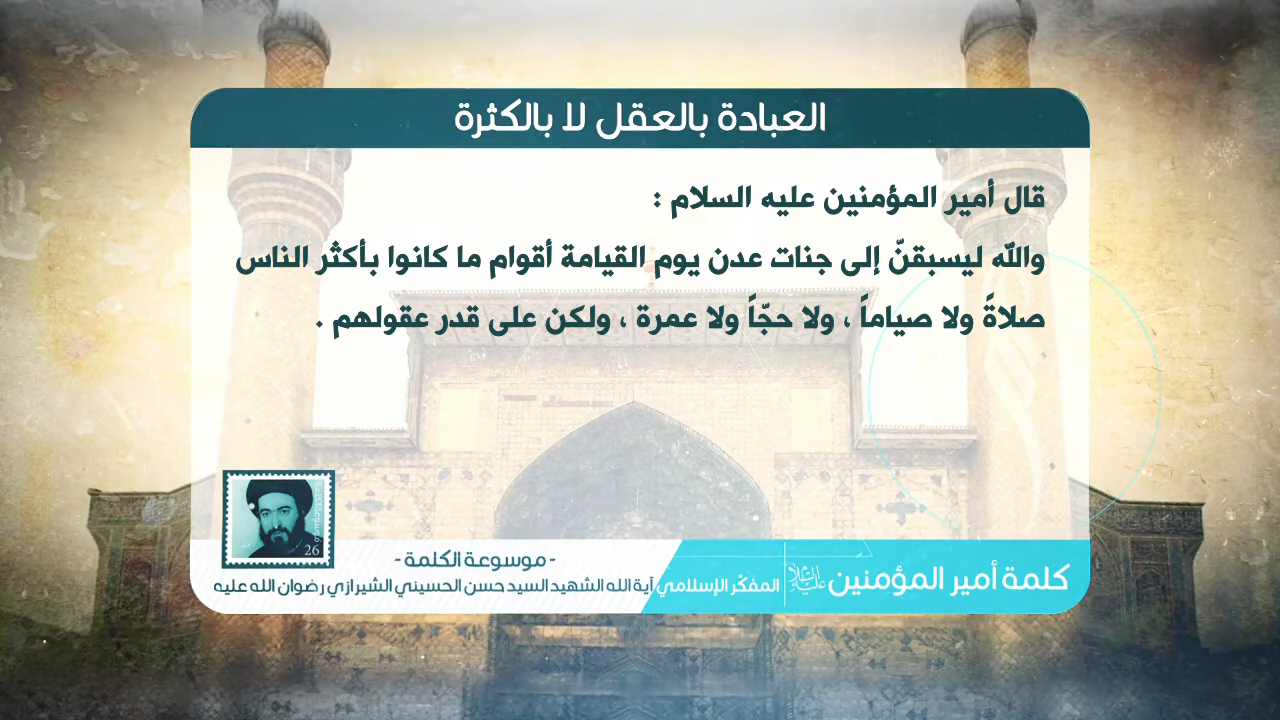 العبادة بالعقل لا بالكثرة
قال أمير المؤمنين عليه السلام :
واللّه ليسبقنّ إلى جنات عدن يوم القيامة أقوام ما كانوا بأكثر الناس
صلاةً ولا صياماً ، ولا حجّاً ولا عمرة ، ولكن على قدر عقولهم .
- موسوعة الكلمة -
كلمة أمير المؤمنين عليه السلام المفكّر الإسلامي آية الله الشهيد السيد حسن الحسيني الشيرازي رضوان الله عليه
26